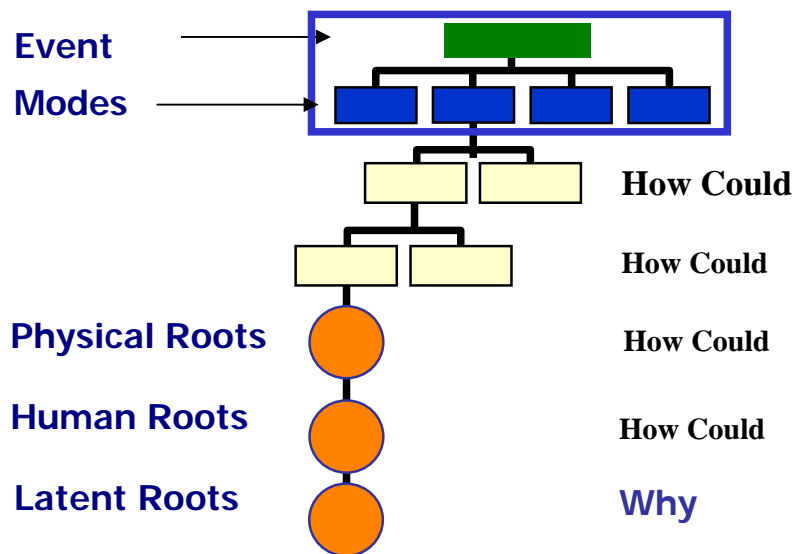 Event
Modes
How Could
How Could
Physical Roots
How Could
Human Roots
How Could
Latent Roots
Why